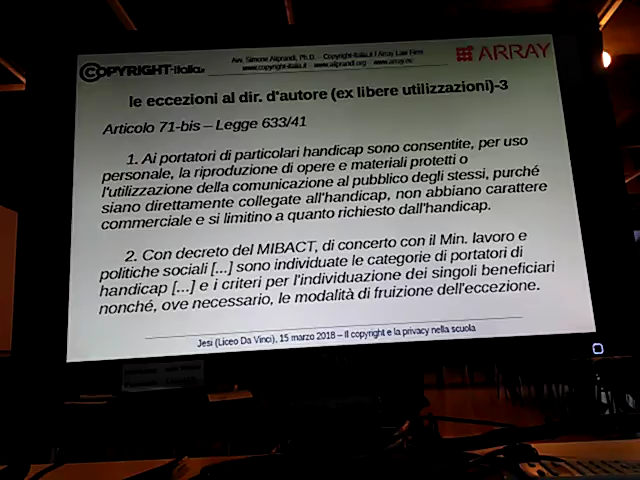 COPYRIGHT-Italia.it
Avv. Simone Aliprandi, Ph.D. – Copyright-Italia.it / Array Law Firm
www.copyright-italia.it – www.aliprandi.org – www.array.eu
ARRAY
le eccezioni al dir. d'autore (ex libere utilizzazioni)-3
Articolo 71-bis – Legge 633/41
1. Ai portatori di particolari handicap sono consentite, per uso
personale, la riproduzione di opere e materiali protetti o
l'utilizzazione della comunicazione al pubblico degli stessi, purché
siano direttamente collegate all'handicap, non abbiano carattere
commerciale e si limitino a quanto richiesto dall'handicap.
2. Con decreto del MIBACT, di concerto con il Min. lavoro e
politiche sociali [...] sono individuate le categorie di portatori di
handicap [...] e i criteri per l'individuazione dei singoli beneficiari
nonché, ove necessario, le modalità di fruizione dell'eccezione.
Jesi (Liceo Da Vinci), 15 marzo 2018 – Il copyright e la privacy nella scuola